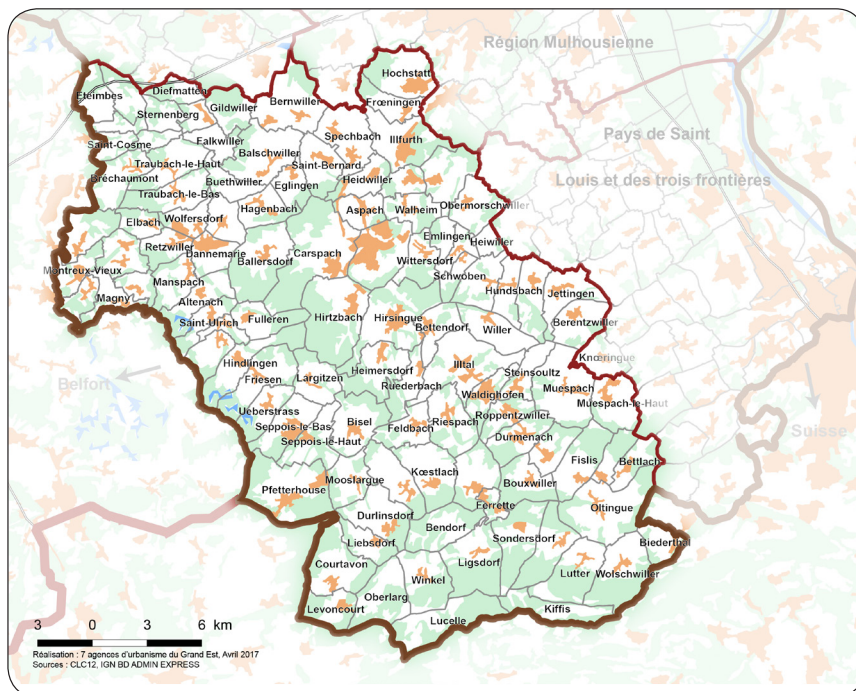 Région Mulhousienne
Hochstatt
Eteimbes
Diefmatten
Bernwiller
Frœningen
Gildwiller
Sternenberg
Pays de Saint
Spechbach
Illfurt
Saint-Cosme
Falkwiller
Balschwiller
Traubach-le-Haut
Saint-Bernard
Bréchaumont
Buethwiller
Heidwiller
Louis et des trois frontières
Eglingen
Traubach-le-Bas
Hagenbach
Aspach
Walheim
Obermorschwiller
Elbach
Wolfersdorf
Emlingen
Heiwiller
Retzwiller
Dannemarie
Carspach
Ballersdorf
Wittersdorf
Montreux-Vieux
Schwoben
Manspach
Hundsbach
Jettingen
Magny
Altenach
Hirtzbach
Hirsingue
Berentzwiller
Saint-Ulrich
Fulleren
Bettendorf
Willer
Knœringue
Hindlingen
Illtal
Belfort
Friesen
Largitzen
Heimersdorf
Steinsoultz
Muespach
Ruederbach
Waldighofen
Muespach-le-Haut
Ueberstrass
Roppentzwiller
Seppois-le-Bas
Bisel
Feldbach
Riespach
Suisse
Seppois-le-Haut
Durmenach
Fislis
Bettlach
Kœstlach
Mooslargue
Bouxwiller
Pfetterhouse
Ferrette
Oltingue
Durlinsdorf
Bendorf
Sondersdorf
Biederthal
Liebsdorf
Courtavon
Ligsdorf
Lutter
Wolschwiller
Winkel
Oberlarg
Levoncourt
Kiffis
Lucelle
3 0 3 6 km
Réalisation : 7 agences d'urbanisme du Grand Est, Avril 2017
Sources : CLC12, IGN BD ADMIN EXPRESS